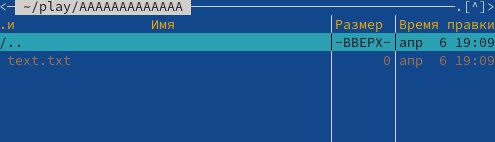 <─ ~/play/AAAAAAAAAAAAA ─.[^]>
.и Имя Размер Время правки
/.. -ВВЕРХ- апр 6 19:09
text.txt 0 апр 6 19:09